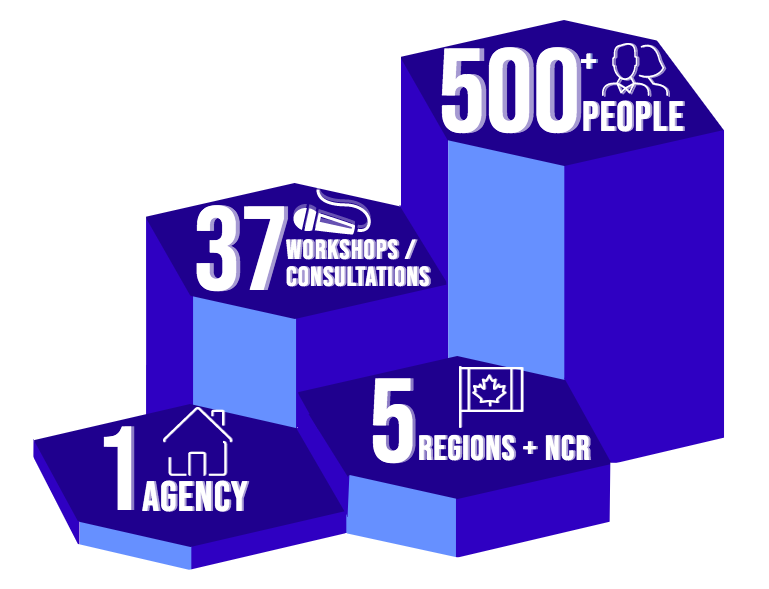 500+
PEOPLE
37
WORKSHOPS /
CONSULTATIONS
5 REGIONS + NCR
1 AGENCY